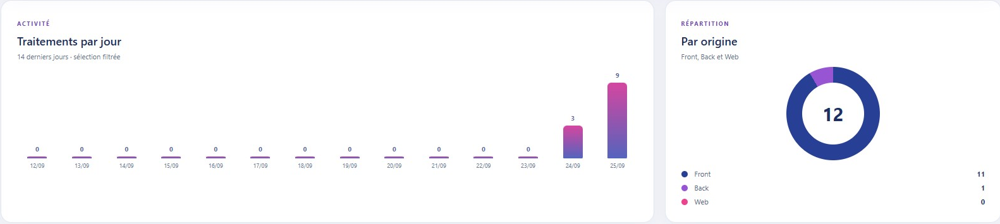 ACTIVITÉ
Traitements par jour
14 derniers jours · sélection filtrée
0 0 0 0 0 0 0 0 0 0 0 0 3 9
12/09 13/09 14/09 15/09 16/09 17/09 18/09 19/09 20/09 21/09 22/09 23/09 24/09 25/09
RÉPARTITION
Par origine
Front, Back et Web
12
Front 11
Back 1
Web 0